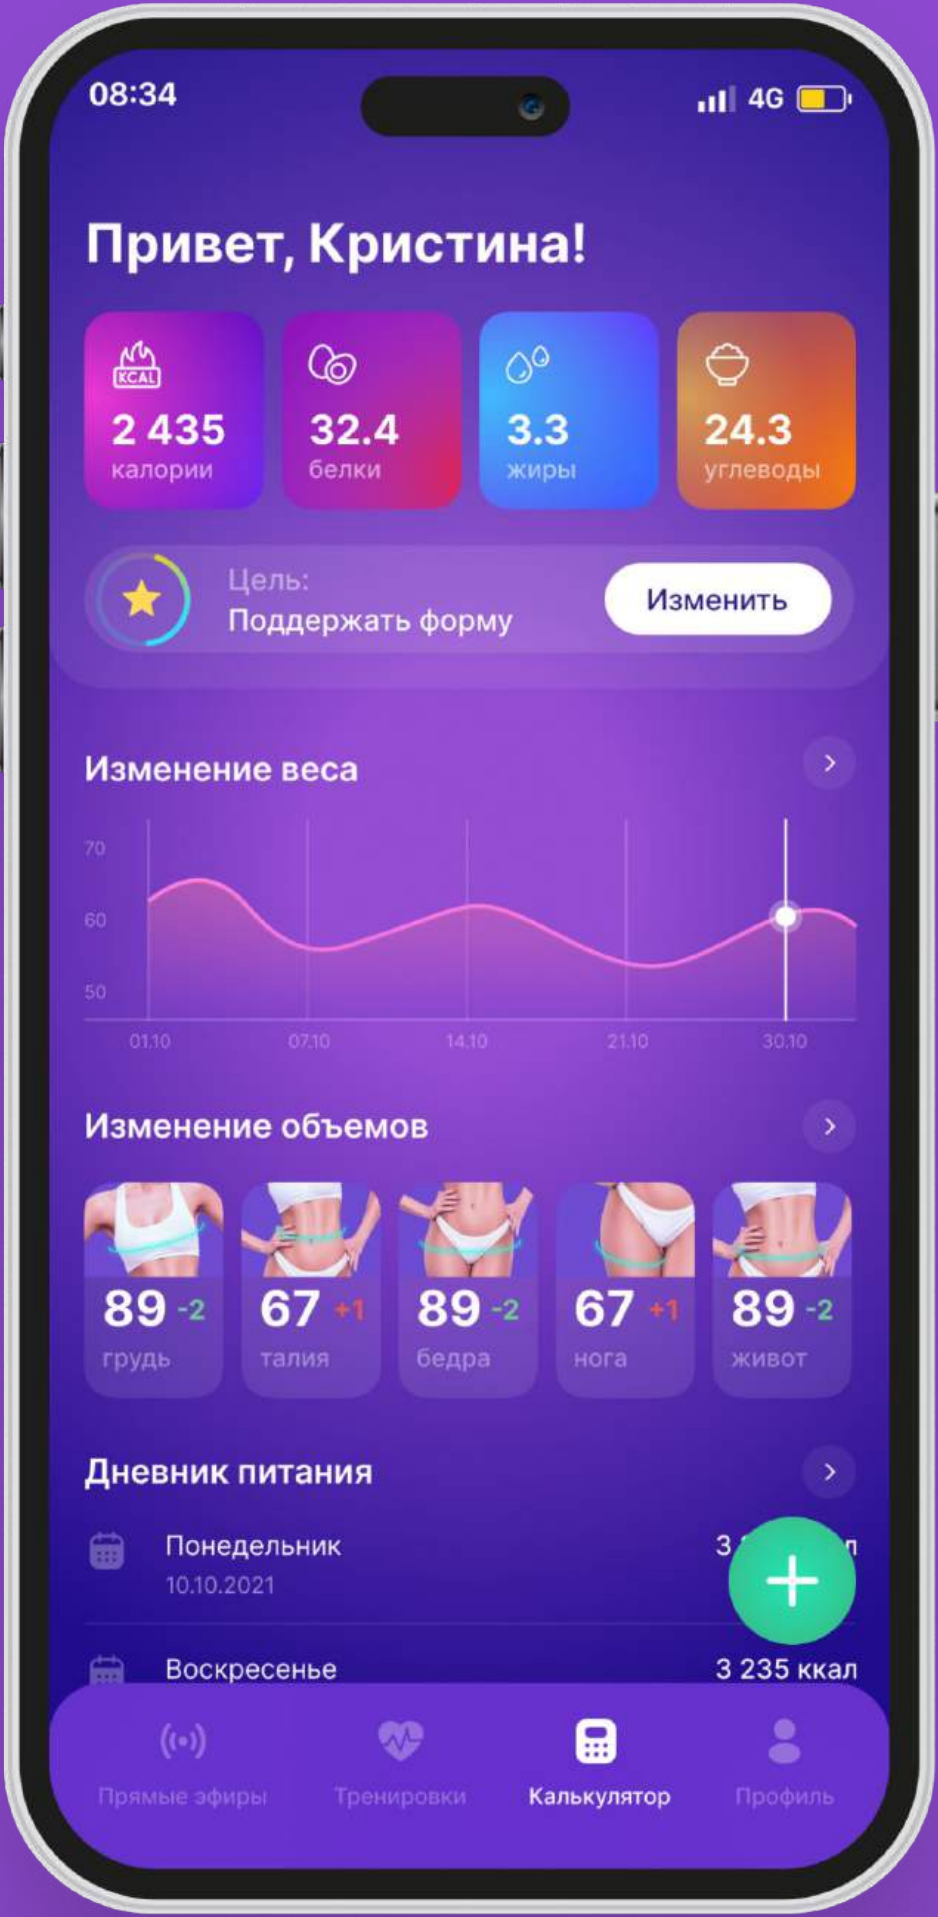 08:34
4G
Привет, Кристина!
KCAL
2 435
калории
32.4
белки
3.3
жиры
24.3
углеводы
Цель:
Поддержать форму
Изменить
Изменение веса
70
60
50
01.10 07.10 14.10 21.10 30.10
Изменение объемов
89 -2
грудь
67 +1
талия
89 -2
бедра
67 +1
нога
89 -2
живот
Дневник питания
Понедельник
10.10.2021
Воскресенье 3 235 ккал
Прямые эфиры
Тренировки
Калькулятор
Профиль